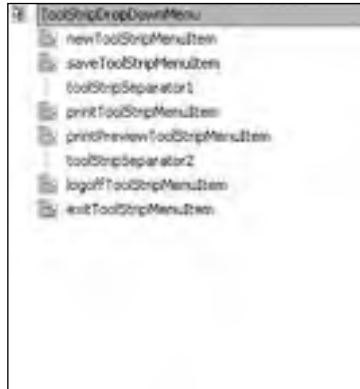 ToolStripDropDownMenu
newToolStripMenuItem
saveToolStripMenuItem
toolStripSeparator1
printToolStripMenuItem
printPreviewToolStripMenuItem
toolStripSeparator2
logoffToolStripMenuItem
exitToolStripMenuItem